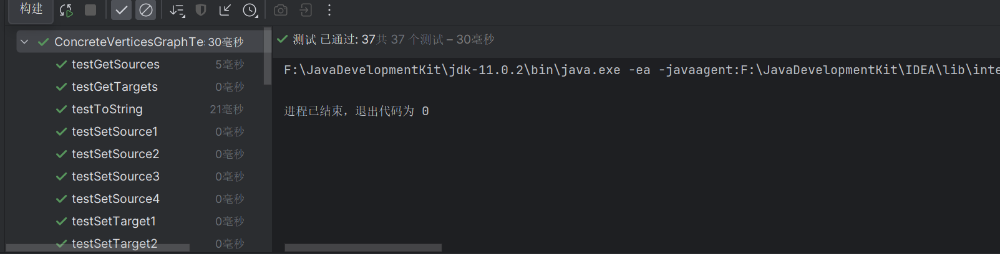 构建
ConcreteVerticesGraphTe 30毫秒
testGetSources 5毫秒
testGetTargets 0毫秒
testToString 21毫秒
testSetSource1 0毫秒
testSetSource2 0毫秒
testSetSource3 0毫秒
testSetSource4 0毫秒
testSetTarget1 0毫秒
testSetTarget2 0毫秒
测试 已通过: 37共 37 个测试 – 30毫秒
F:\JavaDevelopmentKit\jdk-11.0.2\bin\java.exe -ea -javaagent:F:\JavaDevelopmentKit\IDEA\lib\inte
进程已结束，退出代码为 0